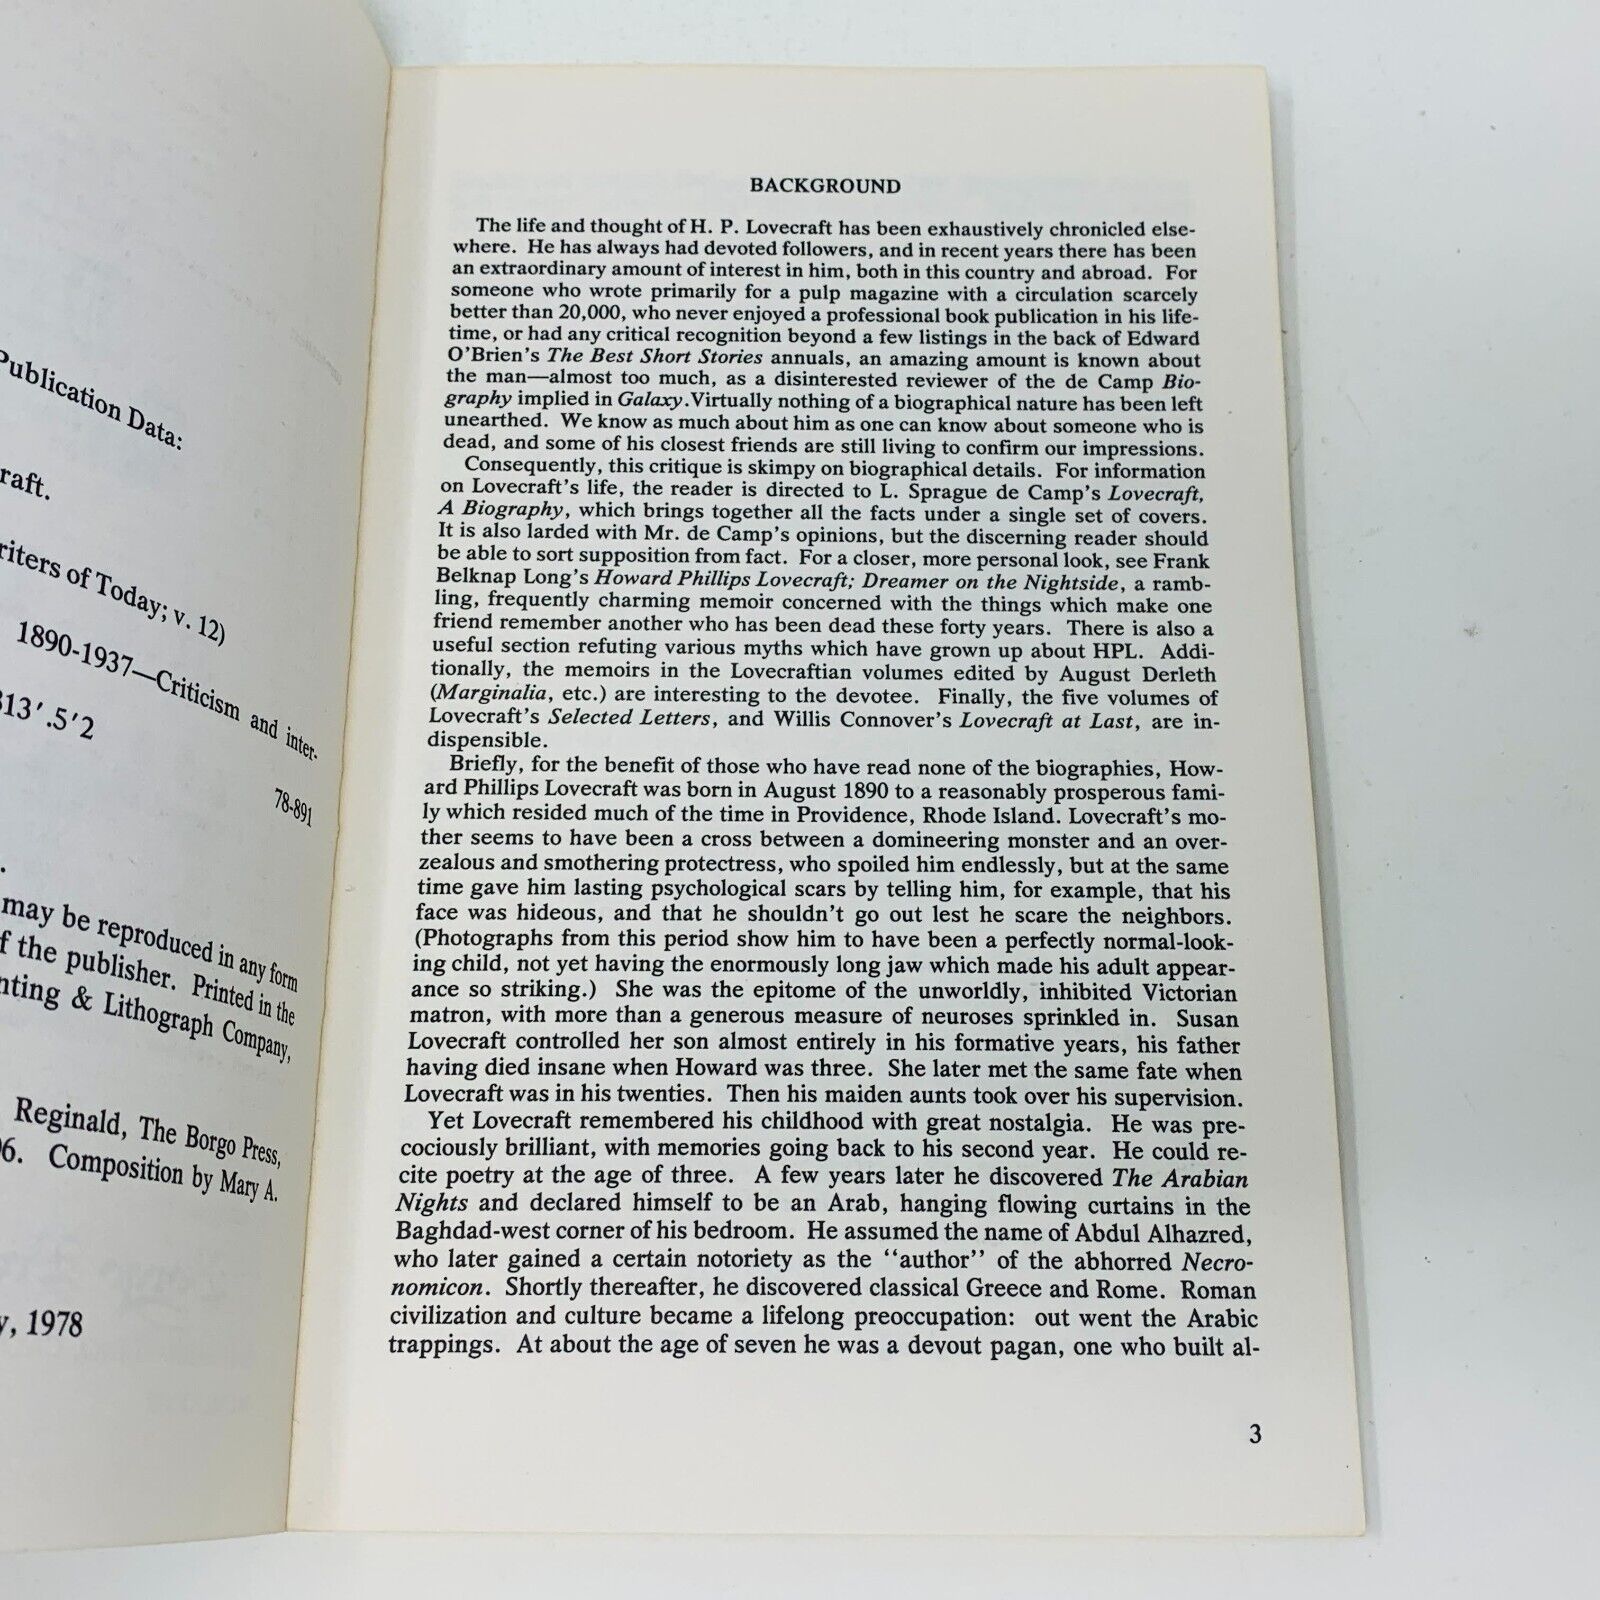 Publication Data:
raft.
riters of Today; v. 12)
1890-1937—Criticism and inter-
313′.5′2
78-891
may be reproduced in any form
f the publisher. Printed in the
nting & Lithograph Company,
Reginald, The Borgo Press,
06. Composition by Mary A.
y, 1978
BACKGROUND
The life and thought of H. P. Lovecraft has been exhaustively chronicled else-
where. He has always had devoted followers, and in recent years there has been
an extraordinary amount of interest in him, both in this country and abroad. For
someone who wrote primarily for a pulp magazine with a circulation scarcely
better than 20,000, who never enjoyed a professional book publication in his life-
time, or had any critical recognition beyond a few listings in the back of Edward
O'Brien's The Best Short Stories annuals, an amazing amount is known about
the man—almost too much, as a disinterested reviewer of the de Camp Bio-
graphy implied in Galaxy.Virtually nothing of a biographical nature has been left
unearthed. We know as much about him as one can know about someone who is
dead, and some of his closest friends are still living to confirm our impressions.
Consequently, this critique is skimpy on biographical details. For information
on Lovecraft's life, the reader is directed to L. Sprague de Camp's Lovecraft,
A Biography, which brings together all the facts under a single set of covers.
It is also larded with Mr. de Camp's opinions, but the discerning reader should
be able to sort supposition from fact. For a closer, more personal look, see Frank
Belknap Long's Howard Phillips Lovecraft; Dreamer on the Nightside, a ramb-
ling, frequently charming memoir concerned with the things which make one
friend remember another who has been dead these forty years. There is also a
useful section refuting various myths which have grown up about HPL. Addi-
tionally, the memoirs in the Lovecraftian volumes edited by August Derleth
(Marginalia, etc.) are interesting to the devotee. Finally, the five volumes of
Lovecraft's Selected Letters, and Willis Connover's Lovecraft at Last, are in-
dispensible.
Briefly, for the benefit of those who have read none of the biographies, How-
ard Phillips Lovecraft was born in August 1890 to a reasonably prosperous fami-
ly which resided much of the time in Providence, Rhode Island. Lovecraft's mo-
ther seems to have been a cross between a domineering monster and an over-
zealous and smothering protectress, who spoiled him endlessly, but at the same
time gave him lasting psychological scars by telling him, for example, that his
face was hideous, and that he shouldn't go out lest he scare the neighbors.
(Photographs from this period show him to have been a perfectly normal-look-
ing child, not yet having the enormously long jaw which made his adult appear-
ance so striking.) She was the epitome of the unworldly, inhibited Victorian
matron, with more than a generous measure of neuroses sprinkled in. Susan
Lovecraft controlled her son almost entirely in his formative years, his father
having died insane when Howard was three. She later met the same fate when
Lovecraft was in his twenties. Then his maiden aunts took over his supervision.
Yet Lovecraft remembered his childhood with great nostalgia. He was pre-
cociously brilliant, with memories going back to his second year. He could re-
cite poetry at the age of three. A few years later he discovered The Arabian
Nights and declared himself to be an Arab, hanging flowing curtains in the
Baghdad-west corner of his bedroom. He assumed the name of Abdul Alhazred,
who later gained a certain notoriety as the "author" of the abhorred Necro-
nomicon. Shortly thereafter, he discovered classical Greece and Rome. Roman
civilization and culture became a lifelong preoccupation: out went the Arabic
trappings. At about the age of seven he was a devout pagan, one who built al-
3